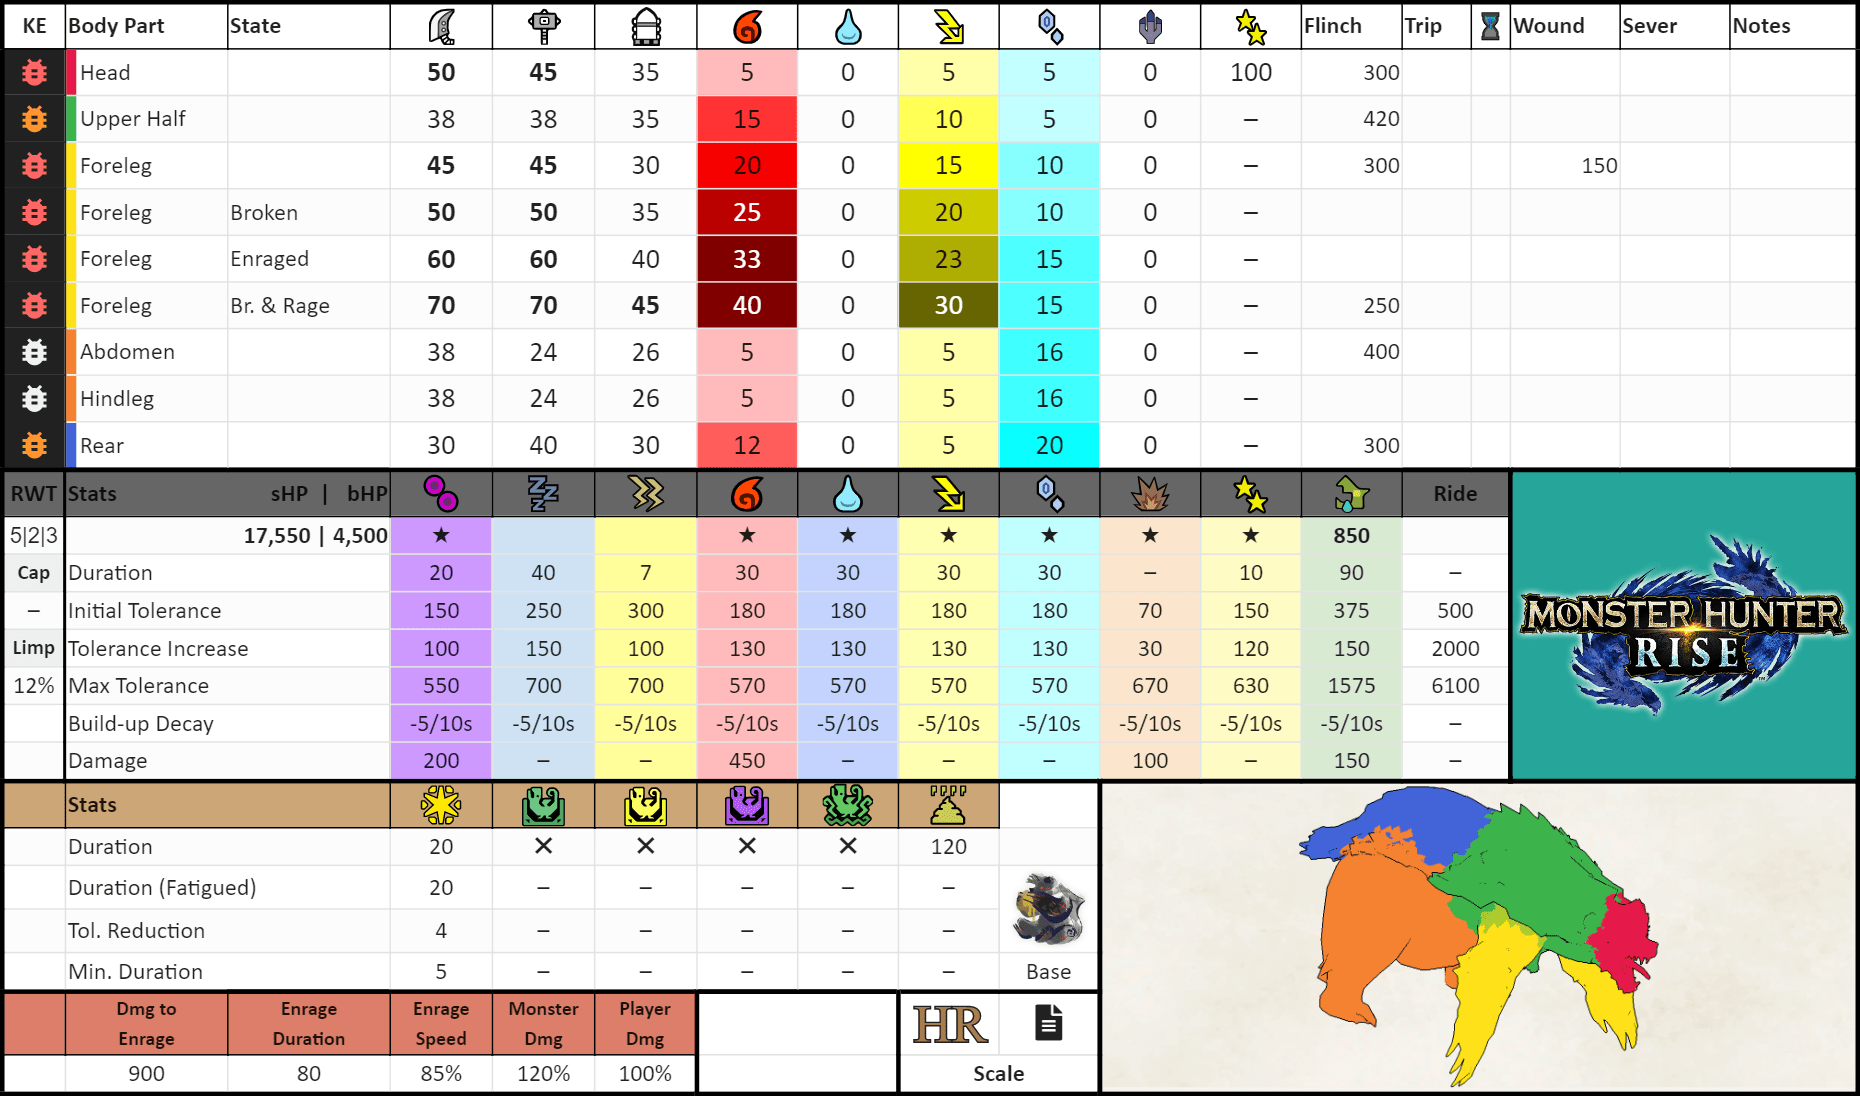 KE Body Part State Flinch Trip Wound Sever Notes
Head 50 45 35 5 0 5 5 0 100 300
Upper Half 38 38 35 15 0 10 5 0 – 420
Foreleg 45 45 30 20 0 15 10 0 – 300 150
Foreleg Broken 50 50 35 25 0 20 10 0 –
Foreleg Enraged 60 60 40 33 0 23 15 0 –
Foreleg Br. & Rage 70 70 45 40 0 30 15 0 – 250
Abdomen 38 24 26 5 0 5 16 0 – 400
Hindleg 38 24 26 5 0 5 16 0 –
Rear 30 40 30 12 0 5 20 0 – 300
RWT Stats sHP | bHP Ride
5|2|3 17,550 | 4,500 ★ ★ ★ ★ ★ ★ ★ 850
Cap Duration 20 40 7 30 30 30 30 – 10 90 –
– Initial Tolerance 150 250 300 180 180 180 180 70 150 375 500
Limp Tolerance Increase 100 150 100 130 130 130 130 30 120 150 2000
12% Max Tolerance 550 700 700 570 570 570 570 670 630 1575 6100
Build-up Decay -5/10s -5/10s -5/10s -5/10s -5/10s -5/10s -5/10s -5/10s -5/10s -5/10s –
Damage 200 – – 450 – – – 100 – 150 –
MONSTER HUNTER
RISE
Stats
Duration 20 ✕ ✕ ✕ ✕ 120
Duration (Fatigued) 20 – – – – –
Tol. Reduction 4 – – – – –
Min. Duration 5 – – – – – Base
Dmg to Enrage Enrage Duration Enrage Speed Monster Dmg Player Dmg HR
900 80 85% 120% 100% Scale